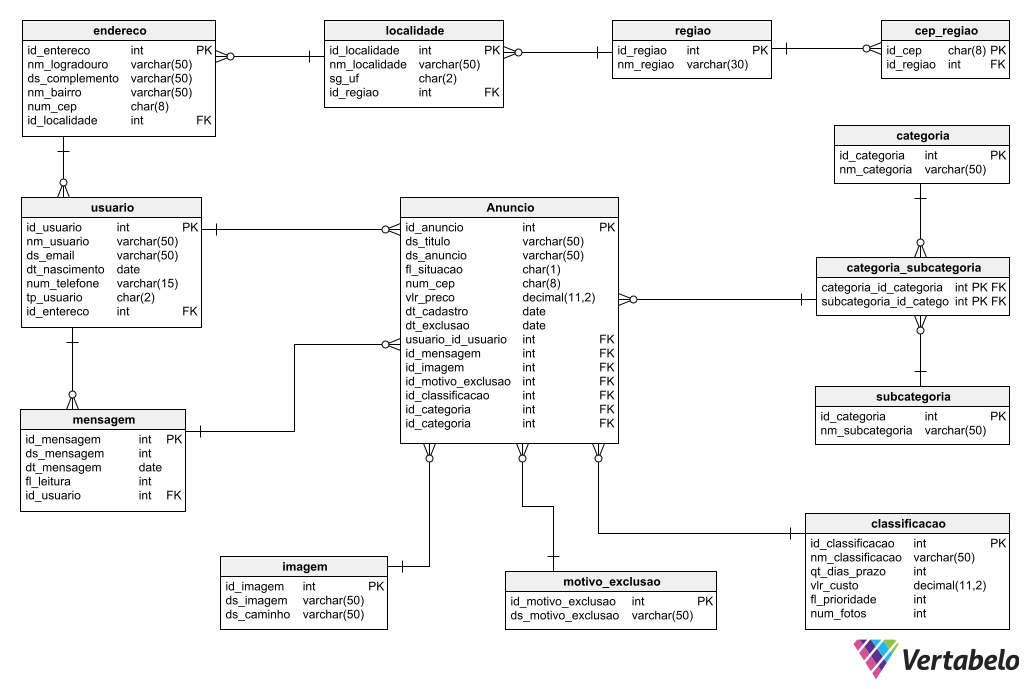 endereco
id_entereco int PK
nm_logradouro varchar(50)
ds_complemento varchar(50)
nm_bairro varchar(50)
num_cep char(8)
id_localidade int FK
localidade
id_localidade int PK
nm_localidade varchar(50)
sg_uf char(2)
id_regiao int FK
regiao
id_regiao int PK
nm_regiao varchar(30)
cep_regiao
id_cep char(8) PK
id_regiao int FK
categoria
id_categoria int PK
nm_categoria varchar(50)
usuario
id_usuario int PK
nm_usuario varchar(50)
ds_email varchar(50)
dt_nascimento date
num_telefone varchar(15)
tp_usuario char(2)
id_entereco int FK
Anuncio
id_anuncio int PK
ds_titulo varchar(50)
ds_anuncio varchar(50)
fl_situacao char(1)
num_cep char(8)
vlr_preco decimal(11,2)
dt_cadastro date
dt_exclusao date
usuario_id_usuario int FK
id_mensagem int FK
id_imagem int FK
id_motivo_exclusao int FK
id_classificacao int FK
id_categoria int FK
id_categoria int FK
categoria_subcategoria
categoria_id_categoria int PK FK
subcategoria_id_catego int PK FK
subcategoria
id_categoria int PK
nm_subcategoria varchar(50)
mensagem
id_mensagem int PK
ds_mensagem int
dt_mensagem date
fl_leitura int
id_usuario int FK
imagem
id_imagem int PK
ds_imagem varchar(50)
ds_caminho varchar(50)
motivo_exclusao
id_motivo_exclusao int PK
ds_motivo_exclusao varchar(50)
classificacao
id_classificacao int PK
nm_classificacao varchar(50)
qt_dias_prazo int
vlr_custo decimal(11,2)
fl_prioridade int
num_fotos int
Vertabelo